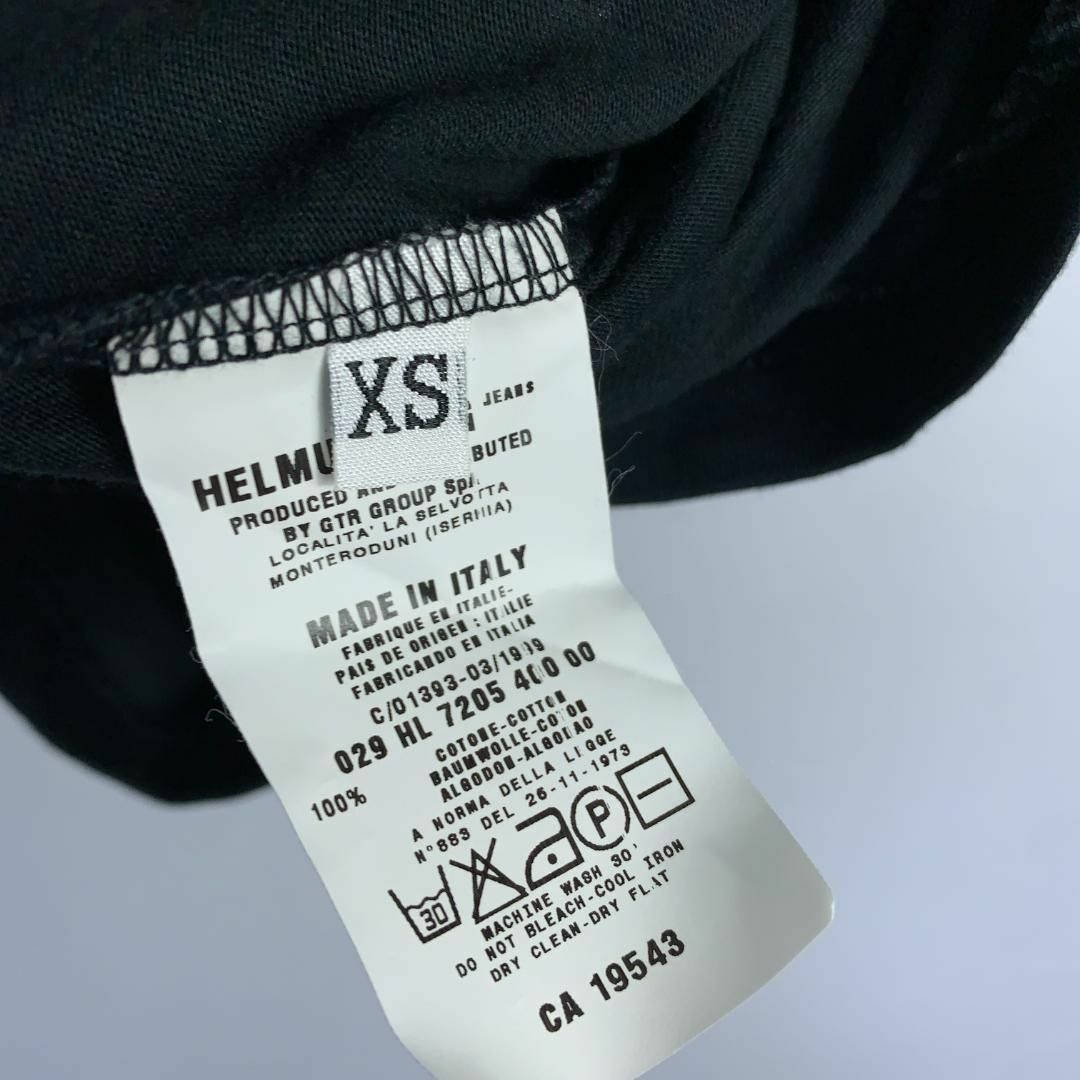 XS
JEANS
HELMU
PRODUCED AND BUTED
BY GTR GROUP SpA
LOCALITA' LA SELVOTTA
MONTERODUNI (ISERNIA)
MADE IN ITALY
FABRIQUE EN ITALIE-
PAIS DE ORIGEN : ITALIE
FABRICANDO EN ITALIA
C/01393-03/1999
029 HL 7205 400 00
COTONE-COTTON
100% BAUMWOLLE-COTON
ALGODON-ALGODAO
A NORMA DELLA LEGGE
N°883 DEL 26-11-1973
30
P
MACHINE WASH 30'
DO NOT BLEACH-COOL IRON
DRY CLEAN-DRY FLAT
CA 19543